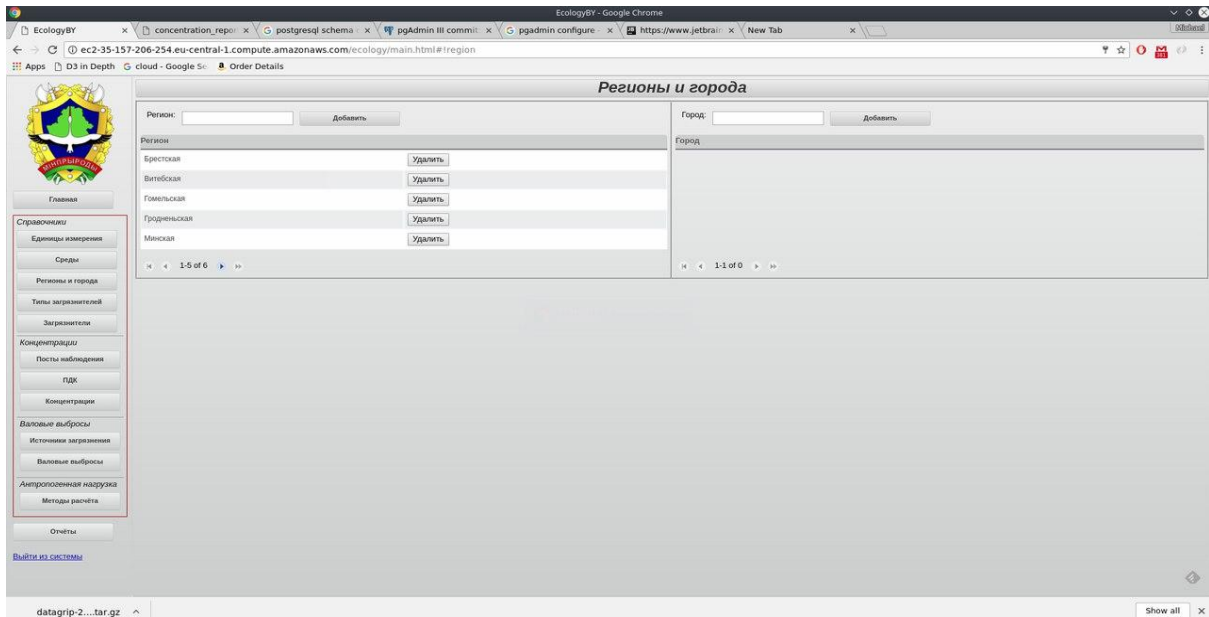 EcologyBY - Google Chrome
EcologyBY
concentration_repor
postgresql schema
pgAdmin III commit
pgadmin configure
https://www.jetbrain
New Tab
Michael
ec2-35-157-206-254.eu-central-1.compute.amazonaws.com/ecology/main.html#!region
Apps
D3 in Depth
cloud - Google Se
Order Details
МІНПРЫРОДЫ
Главная
Справочники
Единицы измерения
Среды
Регионы и города
Типы загрязнителей
Загрязнители
Концентрации
Посты наблюдения
ПДК
Концентрации
Валовые выбросы
Источники загрязнения
Валовые выбросы
Антропогенная нагрузка
Методы расчёта
Отчёты
Выйти из системы
Регионы и города
Регион:
Добавить
Регион
Брестская
Удалить
Витебская
Удалить
Гомельская
Удалить
Гродненьская
Удалить
Минская
Удалить
1-5 of 6
Город:
Добавить
Город
1-1 of 0
datagrip-2....tar.gz
Show all